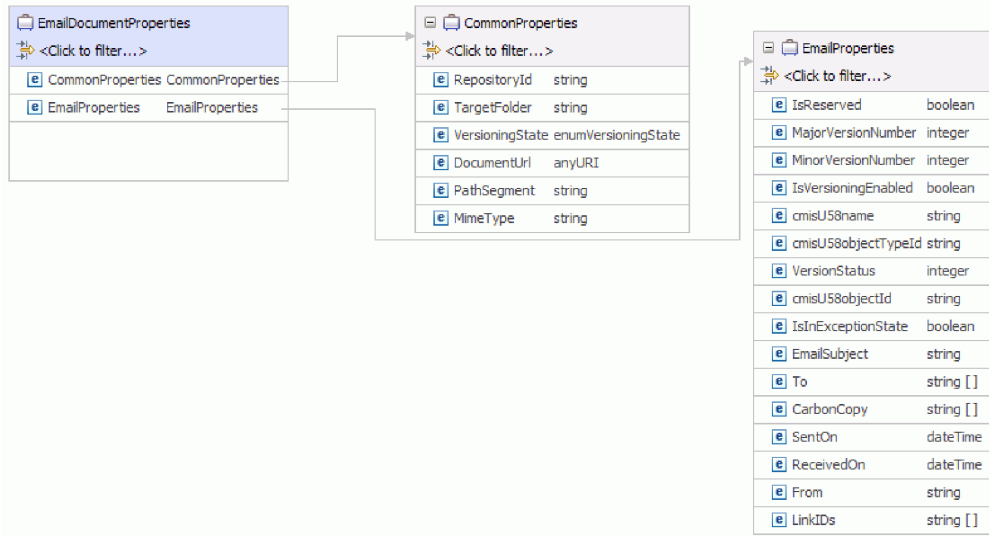 EmailDocumentProperties
<Click to filter...>
e CommonProperties CommonProperties
e EmailProperties EmailProperties
CommonProperties
<Click to filter...>
e RepositoryId string
e TargetFolder string
e VersioningState enumVersioningState
e DocumentUrl anyURI
e PathSegment string
e MimeType string
EmailProperties
<Click to filter...>
e IsReserved boolean
e MajorVersionNumber integer
e MinorVersionNumber integer
e IsVersioningEnabled boolean
e cmisU58name string
e cmisU58objectTypeId string
e VersionStatus integer
e cmisU58objectId string
e IsInExceptionState boolean
e EmailSubject string
e To string []
e CarbonCopy string []
e SentOn dateTime
e ReceivedOn dateTime
e From string
e LinkIDs string []